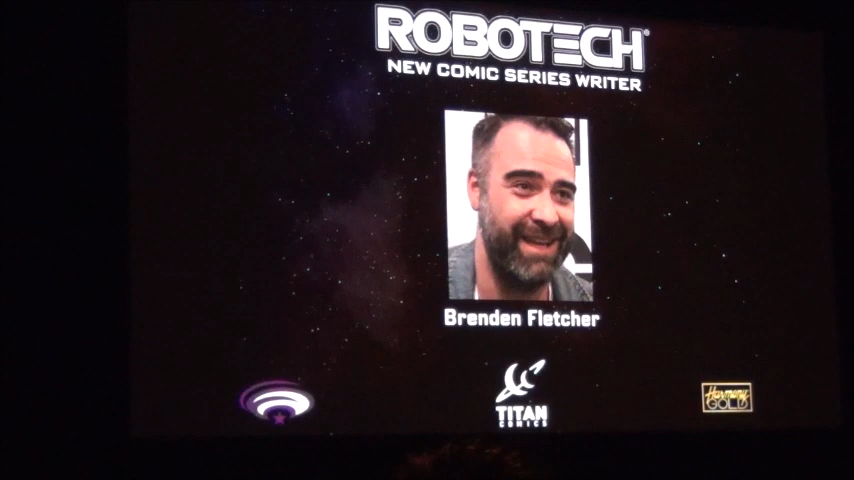 ROBOTECH®
NEW COMIC SERIES WRITER
Brenden Fletcher
TITAN
COMICS
Harmony
GOLD